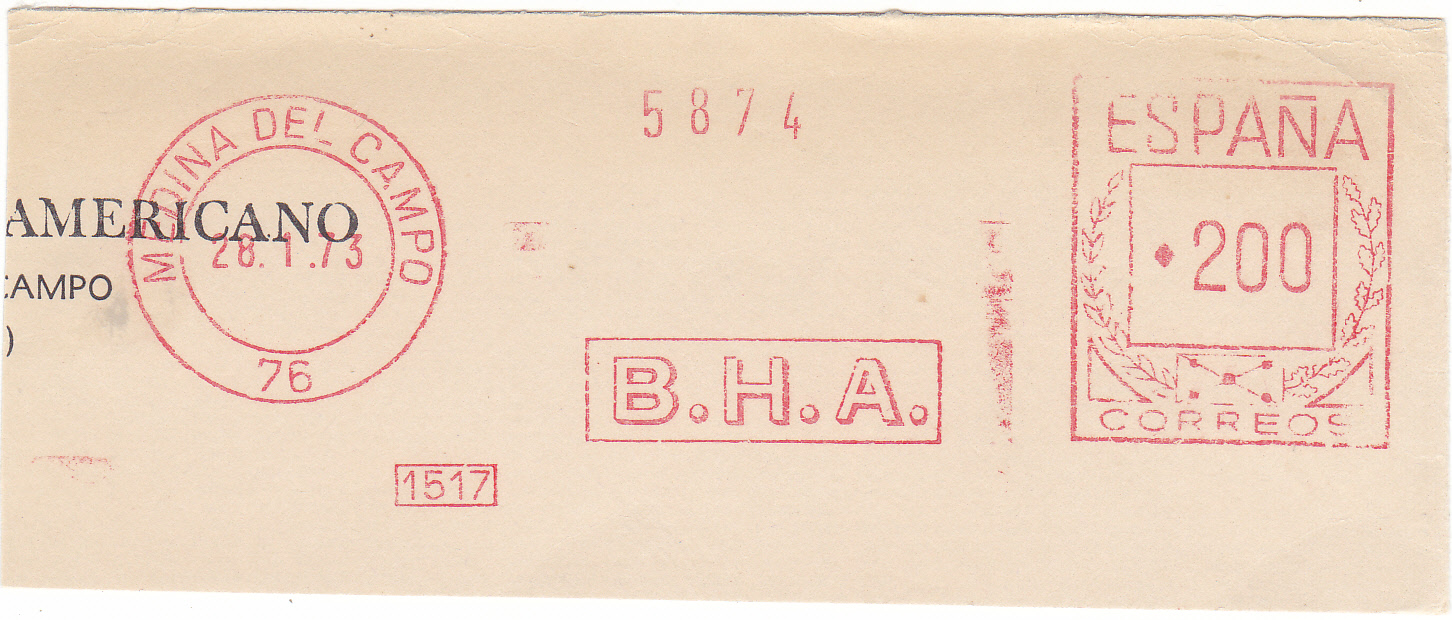 AMERICANO
CAMPO
)
MEDINA DEL CAMPO
28.1.73
76
5874
B.H.A.
1517
ESPAÑA
200
CORREOS